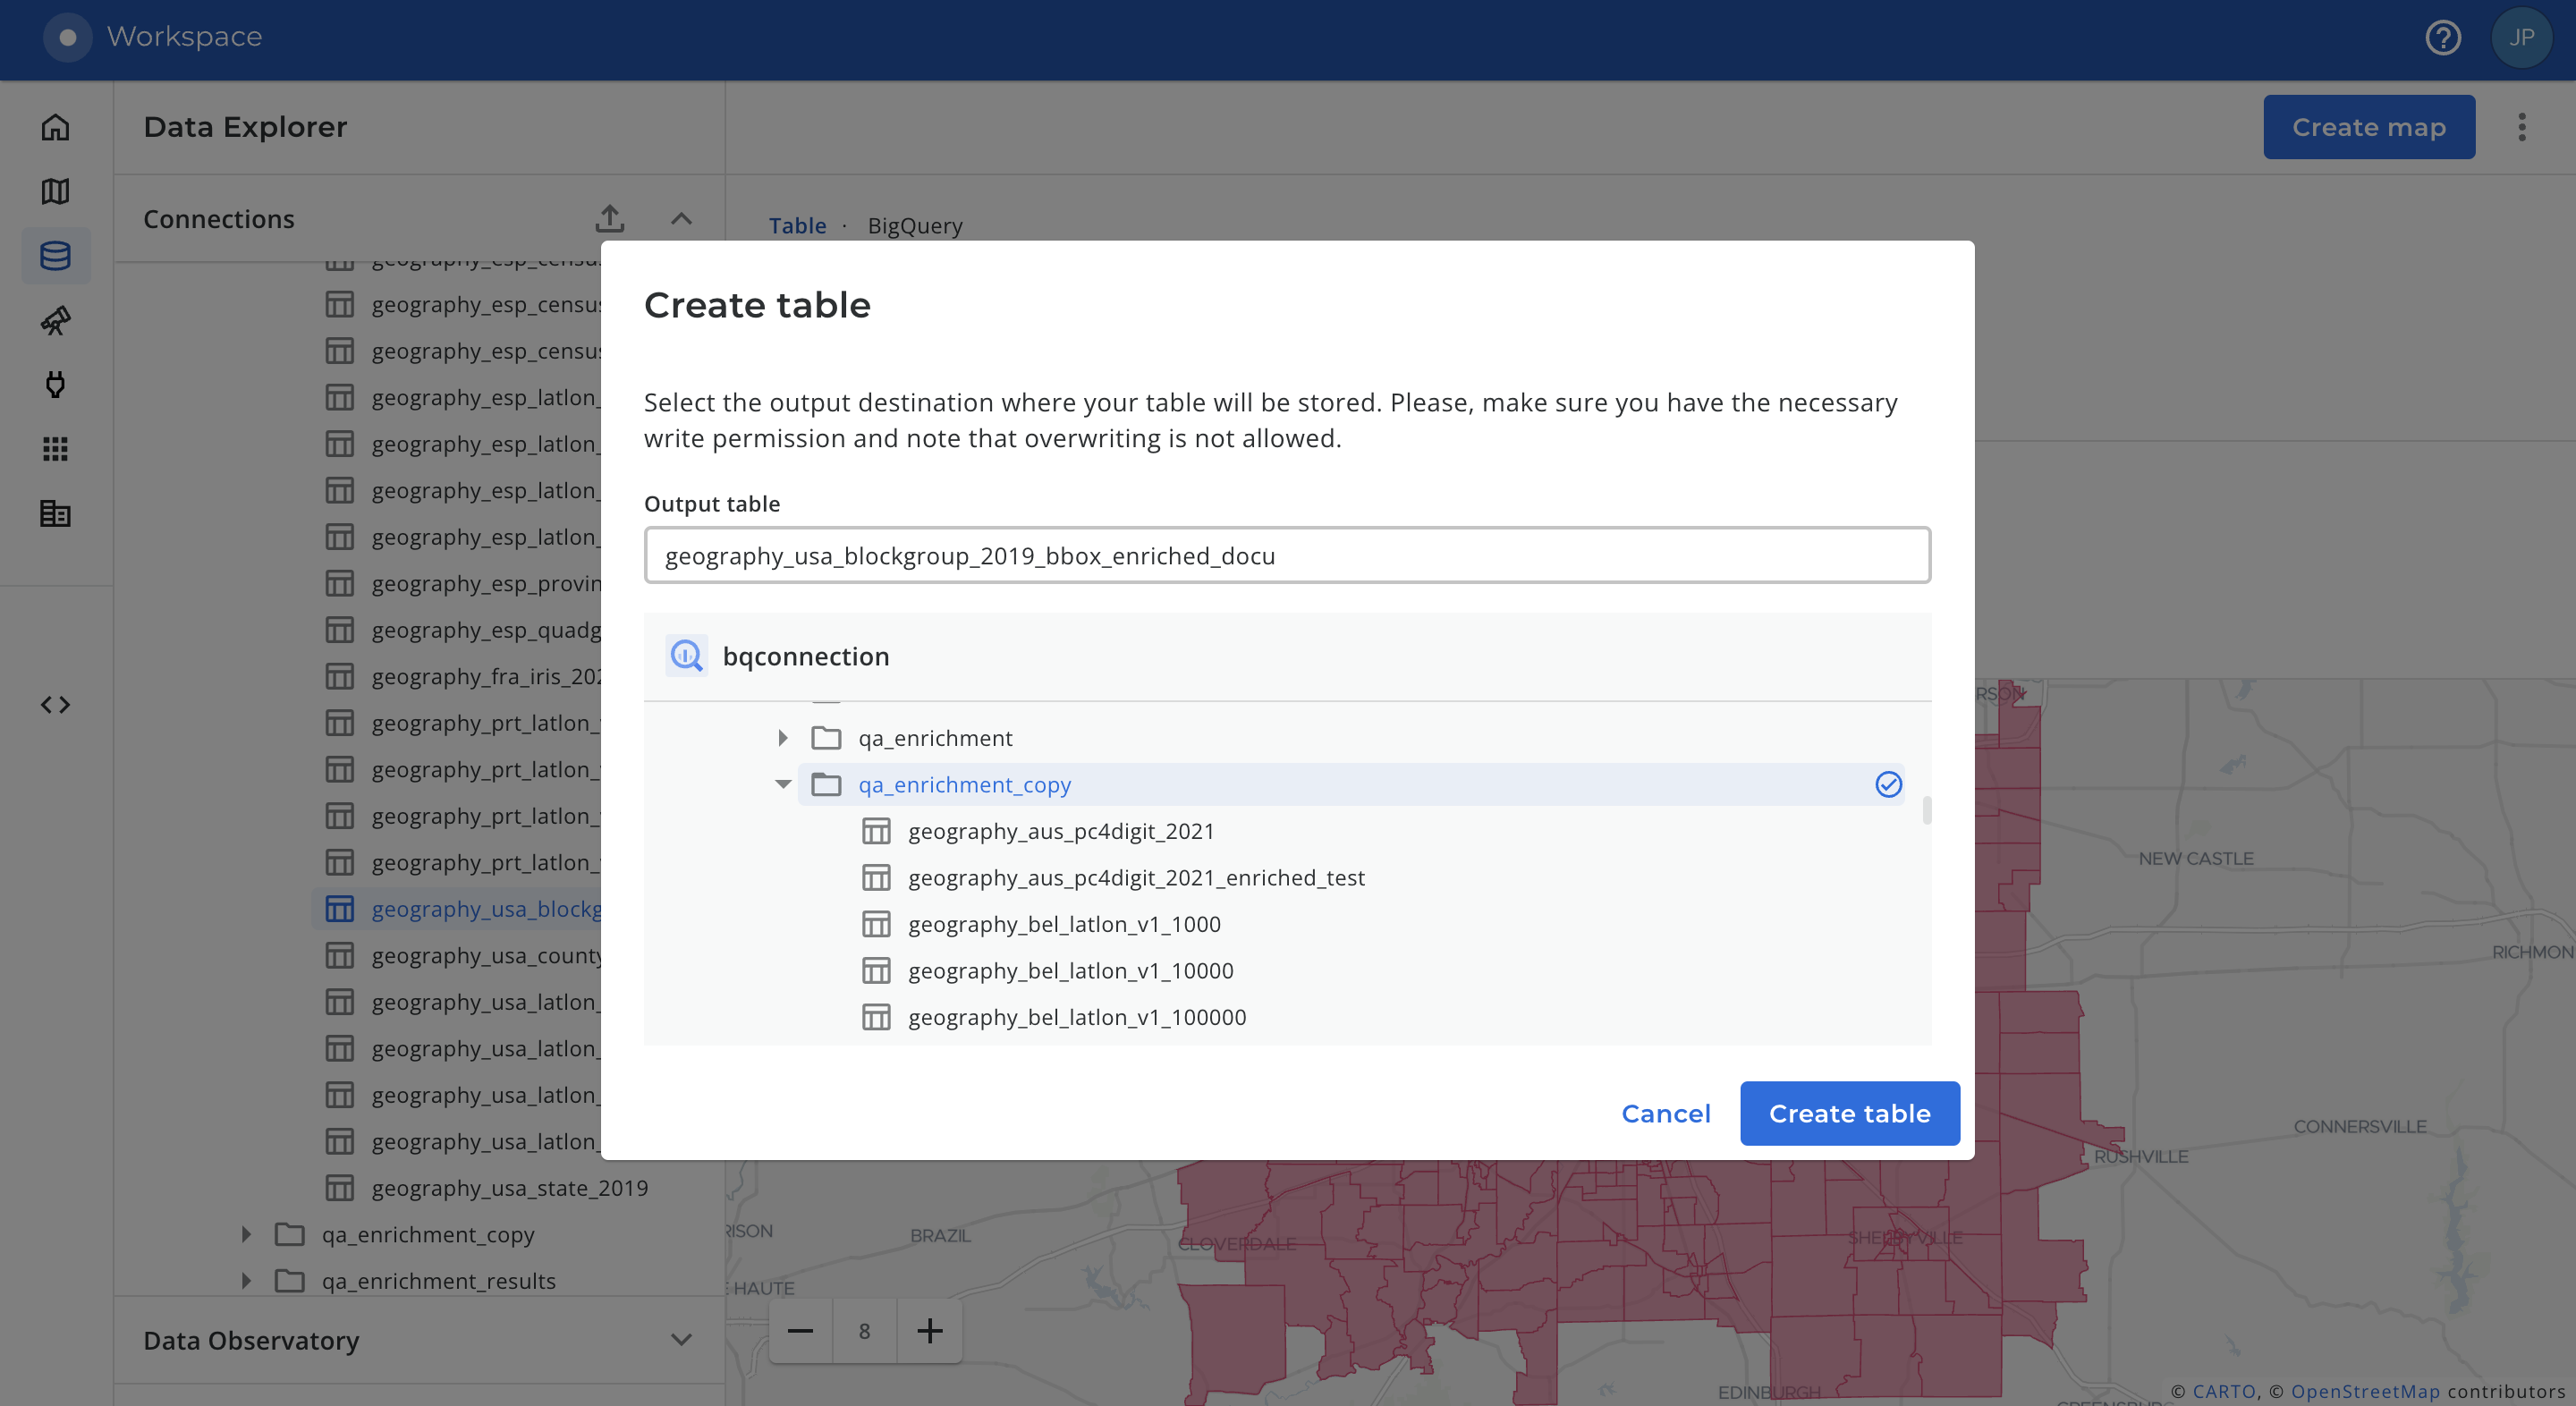 Workspace
JP
Data Explorer
Create map
Connections
Table · BigQuery
geography_esp_census
geography_esp_census
geography_esp_census
geography_esp_latlon_
geography_esp_latlon_
geography_esp_latlon_
geography_esp_latlon_
geography_esp_provin
geography_esp_quadg
geography_fra_iris_202
geography_prt_latlon_
geography_prt_latlon_
geography_prt_latlon_
geography_prt_latlon_
geography_usa_blockg
geography_usa_county
geography_usa_latlon_
geography_usa_latlon_
geography_usa_latlon_
geography_usa_latlon_
geography_usa_state_2019
qa_enrichment_copy
qa_enrichment_results
Data Observatory
Create table
Select the output destination where your table will be stored. Please, make sure you have the necessary
write permission and note that overwriting is not allowed.
Output table
geography_usa_blockgroup_2019_bbox_enriched_docu
bqconnection
qa_enrichment
qa_enrichment_copy
geography_aus_pc4digit_2021
geography_aus_pc4digit_2021_enriched_test
geography_bel_latlon_v1_1000
geography_bel_latlon_v1_10000
geography_bel_latlon_v1_100000
Cancel
Create table
RSON
NEW CASTLE
RICHMON
CONNERSVILLE
RUSHVILLE
RISON
BRAZIL
CLOVERDALE
SHELBYVILLE
HAUTE
8
EDINBURGH
© CARTO, © OpenStreetMap contributors